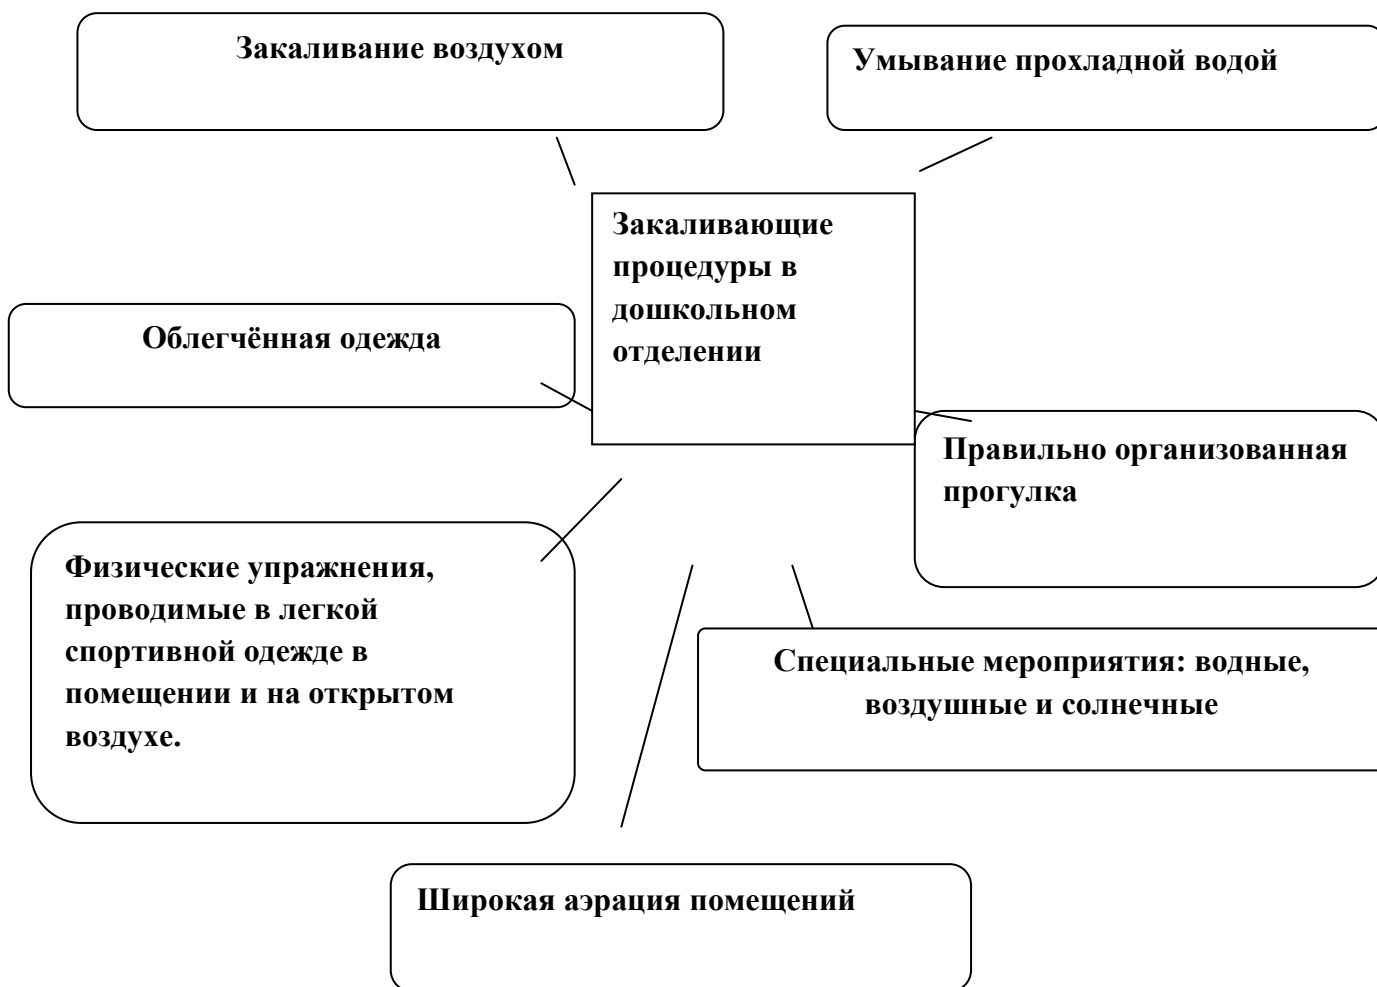 Закаливание воздухом
Умывание прохладной водой
Закаливающие
процедуры в
дошкольном
отделении
Облегчённая одежда
Правильно организованная
прогулка
Физические упражнения,
проводимые в легкой
спортивной одежде в
помещении и на открытом
воздухе.
Специальные мероприятия: водные,
воздушные и солнечные
Широкая аэрация помещений